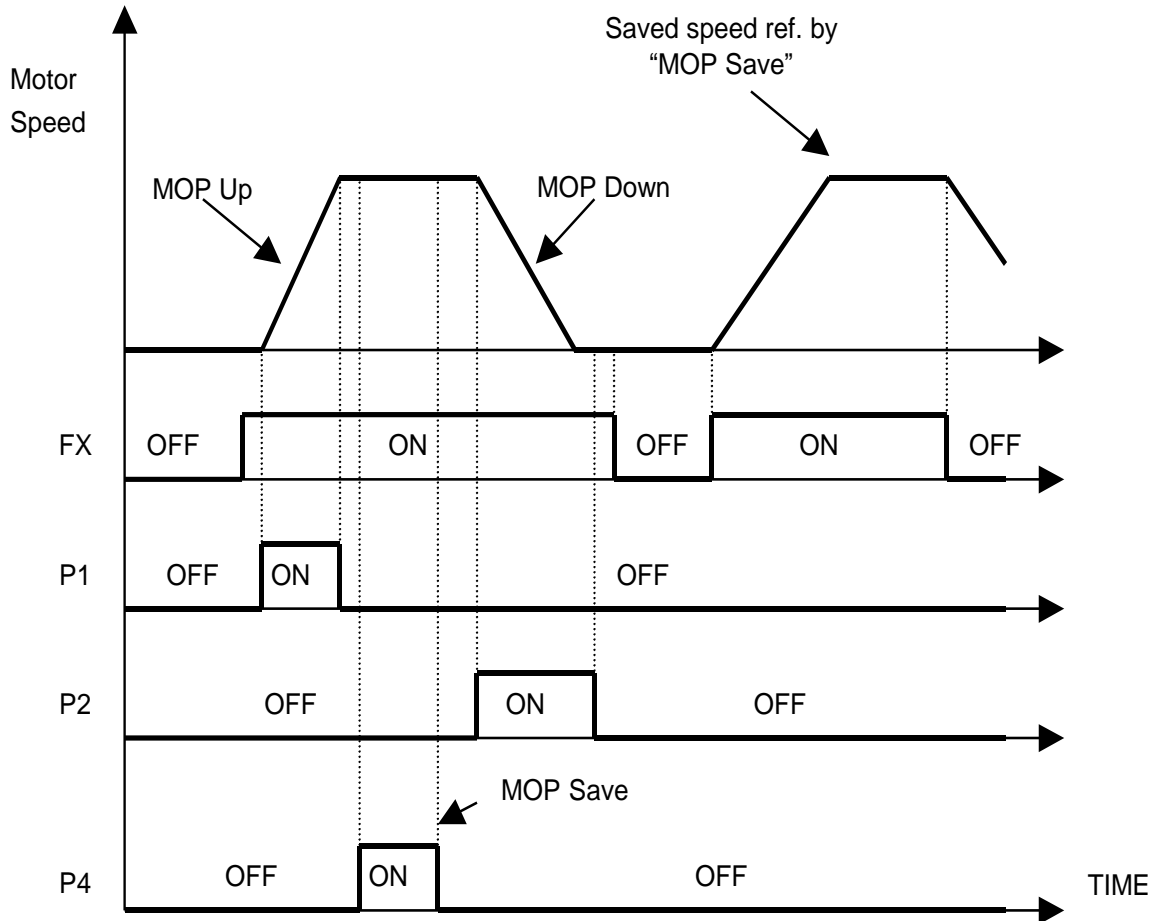 Saved speed ref. by
“MOP Save”
Motor
Speed
MOP Up
MOP Down
FX
OFF
ON
OFF
ON
OFF
P1
OFF
ON
OFF
P2
OFF
ON
OFF
MOP Save
P4
OFF
ON
OFF
TIME